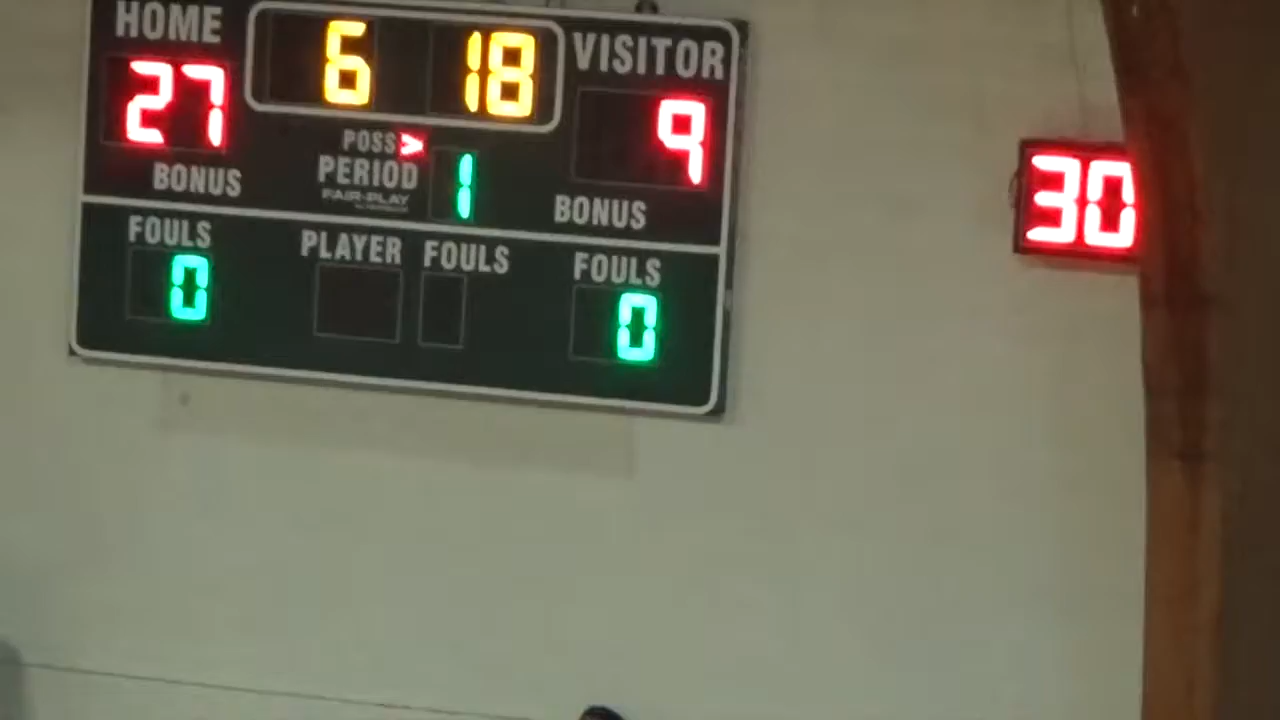 HOME 6 18 VISITOR
27 9
POSS >
PERIOD 1
FAIR-PLAY
BONUS BONUS
FOULS PLAYER FOULS FOULS
0 0
30